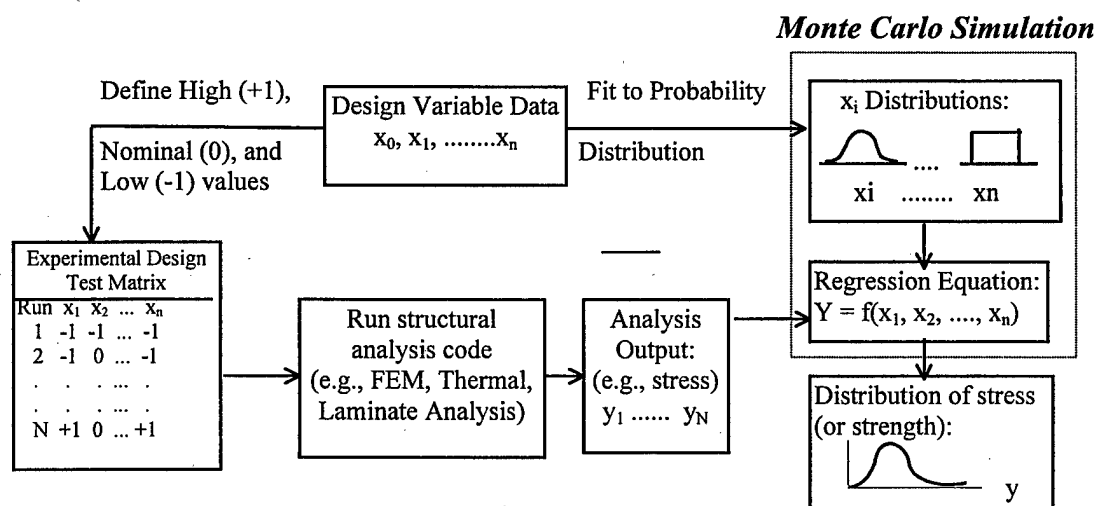 Monte Carlo Simulation
Define High (+1),
Nominal (0), and
Low (-1) values
Design Variable Data
x₀, x₁, ........xₙ
Fit to Probability
Distribution
xᵢ Distributions:
....
xi ........ xn
Experimental Design
Test Matrix
Run x₁ x₂ ... xₙ
1 -1 -1 ... -1
2 -1 0 ... -1
. . . .... .
. . . .... .
N +1 0 ... +1
Run structural
analysis code
(e.g., FEM, Thermal,
Laminate Analysis)
Analysis
Output:
(e.g., stress)
y₁ ...... yN
Regression Equation:
Y = f(x₁, x₂, ...., xₙ)
Distribution of stress
(or strength):
y